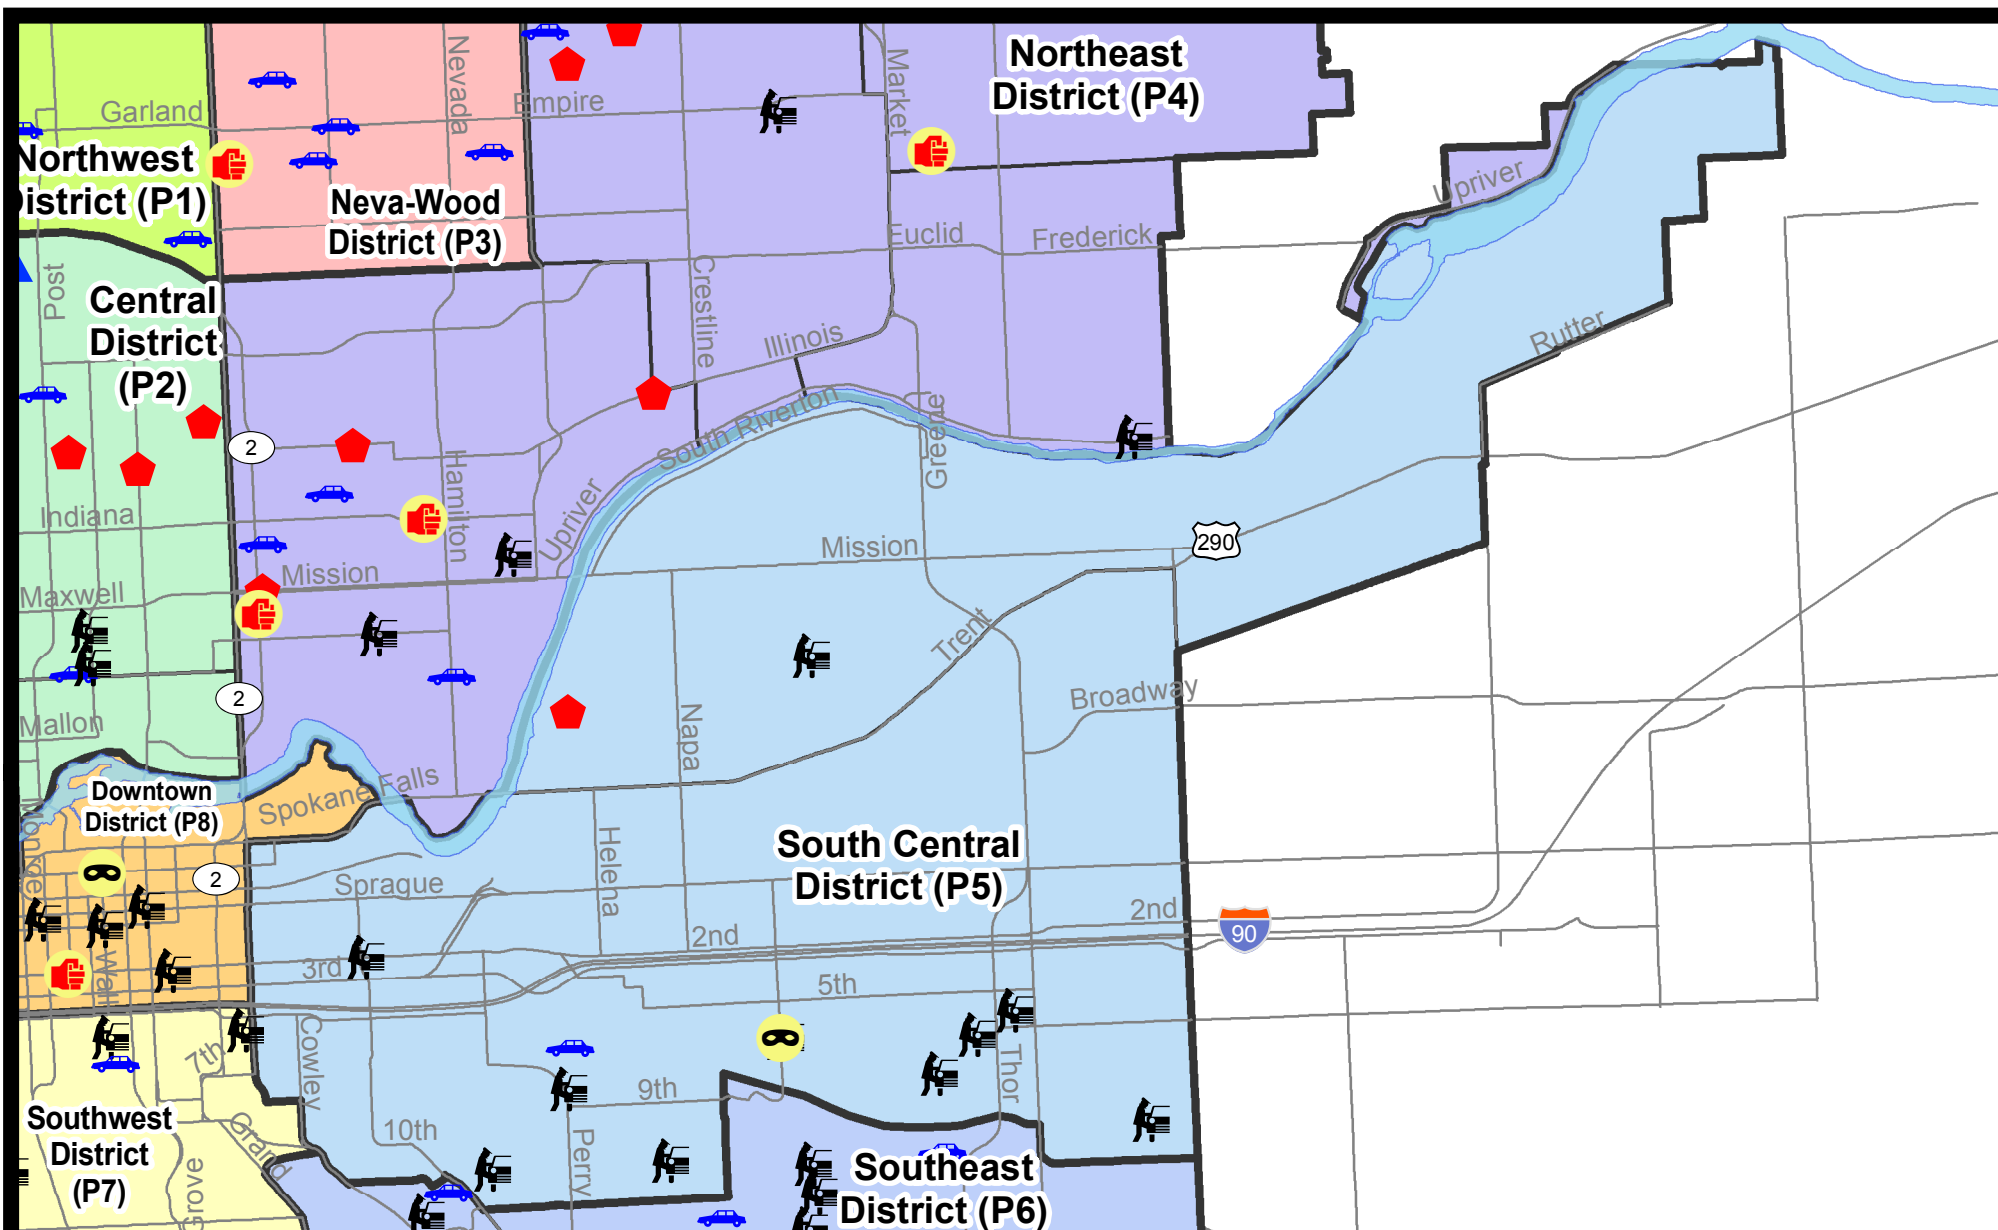 Northeast
District (P4)
Nevada
Market
Garland
Empire
Northwest
District (P1)
Neva-Wood
District (P3)
Upriver
Euclid
Frederick
Post
Central
District
(P2)
Crestline
Illinois
Rutter
South Riverton
Greene
2
Hamilton
Indiana
Upriver
Mission
290
Mission
Maxwell
Trent
Broadway
2
Mallon
Napa
Downtown
District (P8)
Spokane Falls
Monroe
Helena
South Central
District (P5)
2
Sprague
2nd
2nd
90
Wall
3rd
5th
7th
Cowley
Thor
9th
Southwest
District
(P7)
Grand
10th
Perry
Grove
Southeast
District (P6)